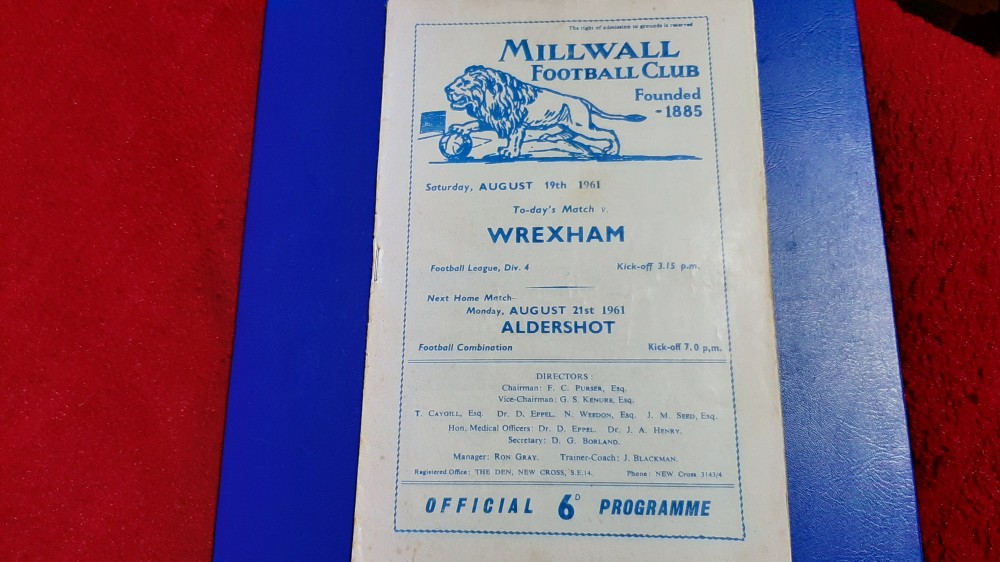 The right of admission to grounds is reserved
MILLWALL
FOOTBALL CLUB
Founded
-1885
Saturday, AUGUST 19th 1961
To-day's Match v.
WREXHAM
Football League, Div. 4 Kick-off 3.15 p.m.
Next Home Match—
Monday, AUGUST 21st 1961
ALDERSHOT
Football Combination Kick-off 7.0 p.m.
DIRECTORS:
Chairman: F. C. PURSER, Esq.
Vice-Chairman: G. S. KENURE, Esq.
T. CAYGILL, Esq. Dr. D. EPPEL. N. WEEDON, Esq. J. M. SEED, Esq.
Hon. Medical Officers: Dr. D. EPPEL. Dr. J. A. HENRY.
Secretary: D. G. BORLAND.
Manager: RON GRAY. Trainer-Coach: J. BLACKMAN.
Registered Office: THE DEN, NEW CROSS, S.E.14. Phone: NEW Cross 3143/4
OFFICIAL 6D PROGRAMME